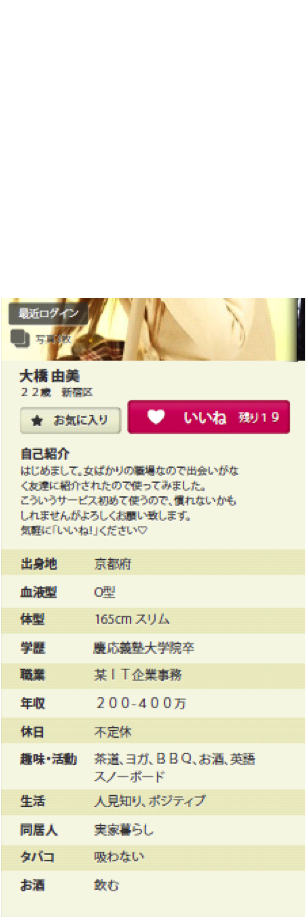 最近ログイン
大橋 由美
22歳 新宿区
★ お気に入り
いいね 残り19
自己紹介
はじめまして。女ばかりの職場なので出会いがな
く友達に紹介されたので使ってみました。
こういうサービス初めて使うので、慣れないかも
しれませんがよろしくお願い致します。
気軽に「いいね!」ください♡
出身地 京都府
血液型 O型
体型 165cm スリム
学歴 慶応義塾大学院卒
職業 某IT企業事務
年収 200-400万
休日 不定休
趣味・活動 茶道、ヨガ、BBQ、お酒、英語
スノーボード
生活 人見知り、ポジティブ
同居人 実家暮らし
タバコ 吸わない
お酒 飲む